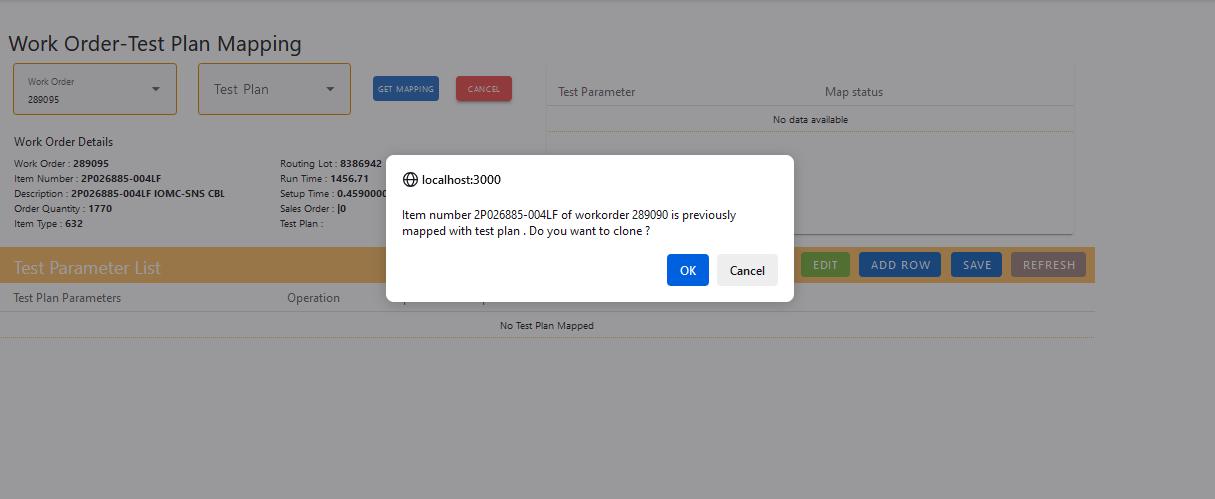 Work Order-Test Plan Mapping
Work Order
289095
Test Plan
GET MAPPING
CANCEL
Test Parameter
Map status
No data available
Work Order Details
Work Order : 289095
Item Number : 2P026885-004LF
Description : 2P026885-004LF IOMC-SNS CBL
Order Quantity : 1770
Item Type : 632
Routing Lot : 8386942
Run Time : 1456.71
Setup Time : 0.4590000
Sales Order : |0
Test Plan :
localhost:3000
Item number 2P026885-004LF of workorder 289090 is previously
mapped with test plan . Do you want to clone ?
OK
Cancel
Test Parameter List
EDIT
ADD ROW
SAVE
REFRESH
Test Plan Parameters
Operation
No Test Plan Mapped